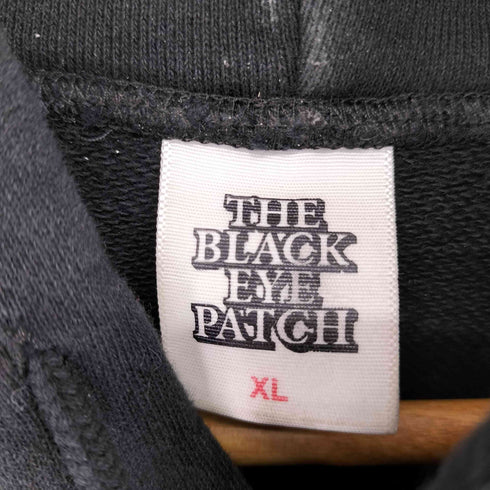 THE
BLACK
EYE
PATCH
XL